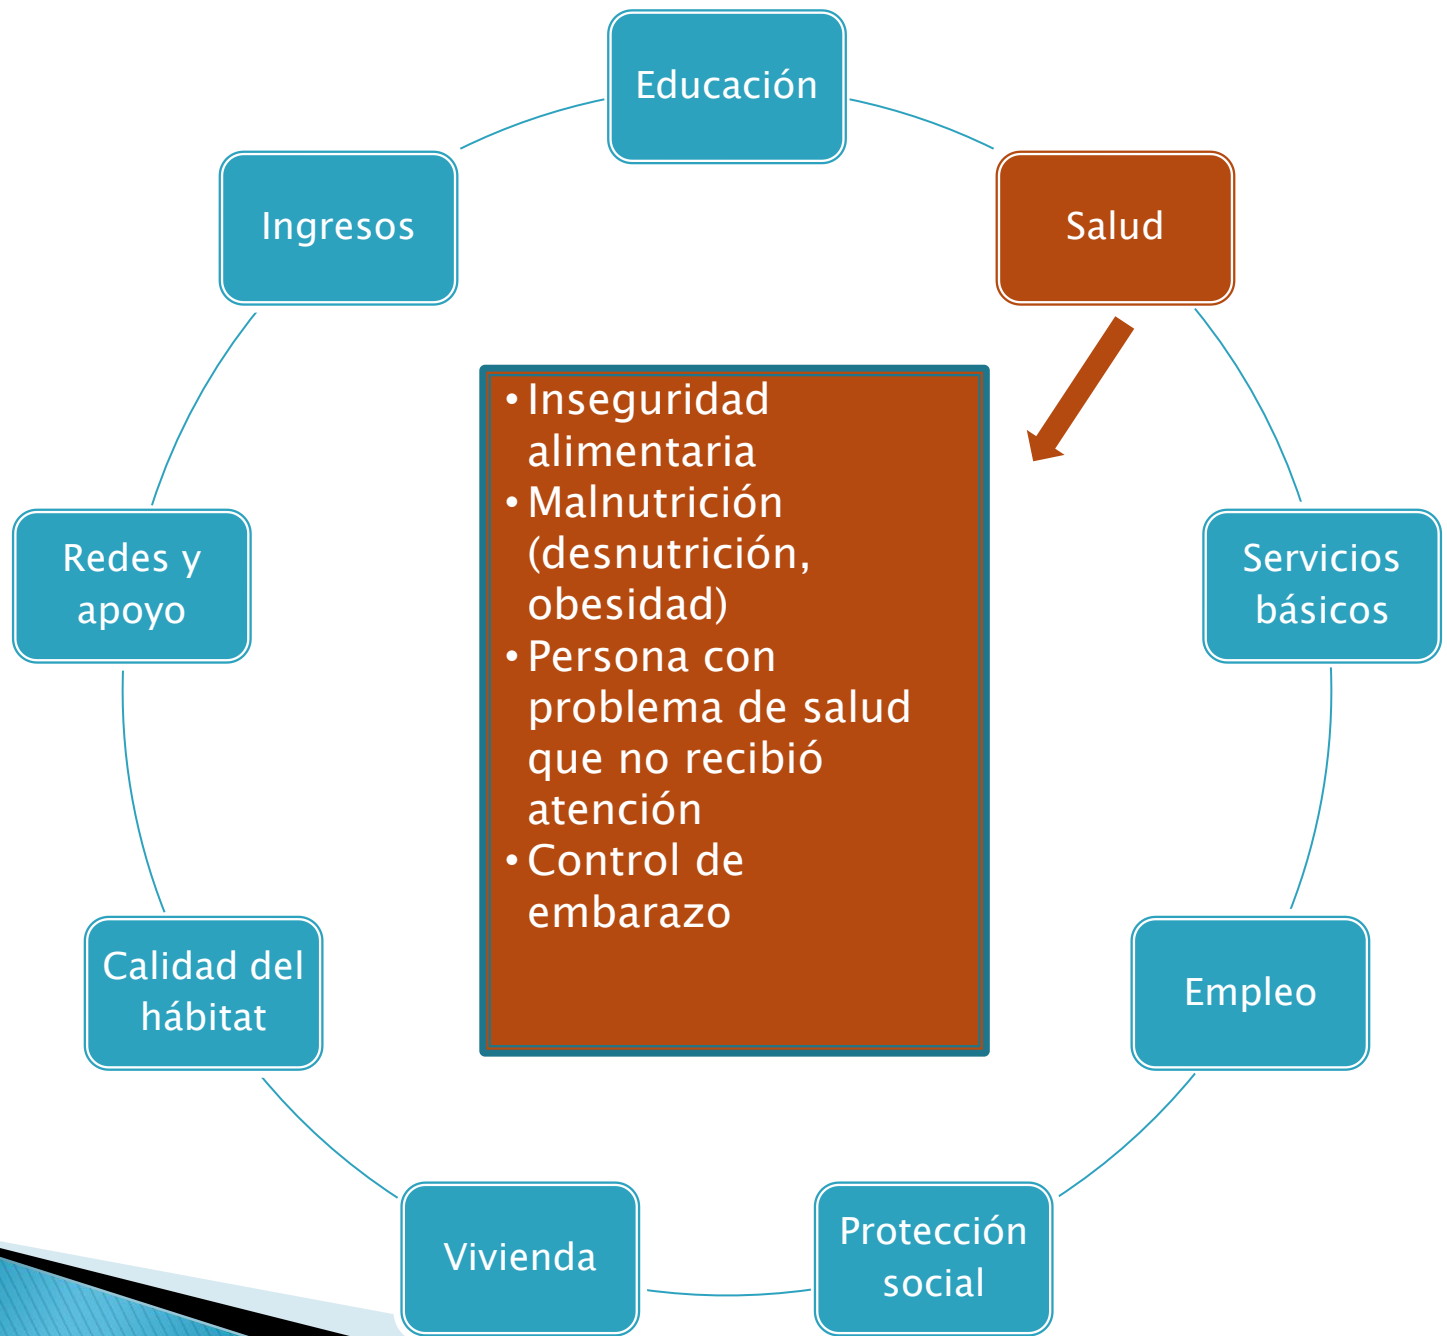 Educación
Ingresos
Salud
• Inseguridad
alimentaria
• Malnutrición
(desnutrición,
obesidad)
• Persona con
problema de salud
que no recibió
atención
• Control de
embarazo
Redes y
apoyo
Servicios
básicos
Calidad del
hábitat
Empleo
Vivienda
Protección
social